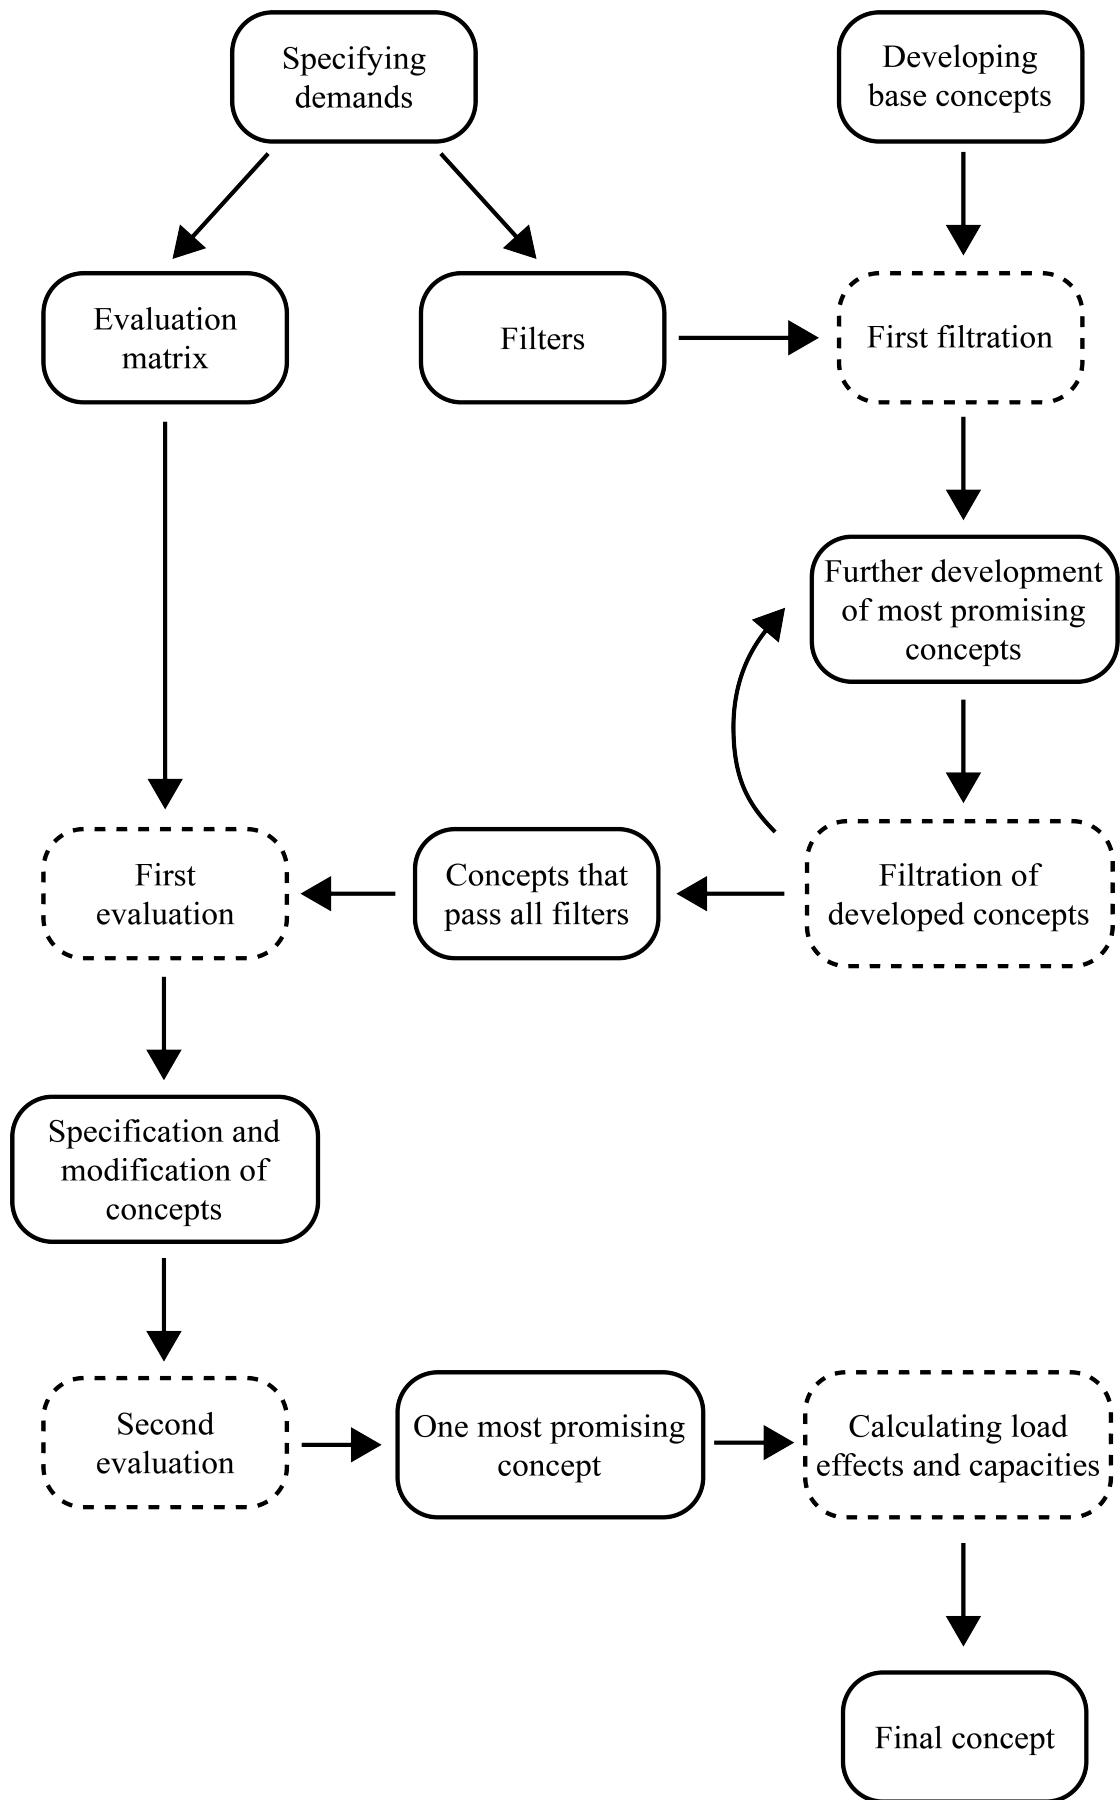 Specifying
demands
Developing
base concepts
Evaluation
matrix
Filters
First filtration
Further development
of most promising
concepts
First
evaluation
Concepts that
pass all filters
Filtration of
developed concepts
Specification and
modification of
concepts
Second
evaluation
One most promising
concept
Calculating load
effects and capacities
Final concept